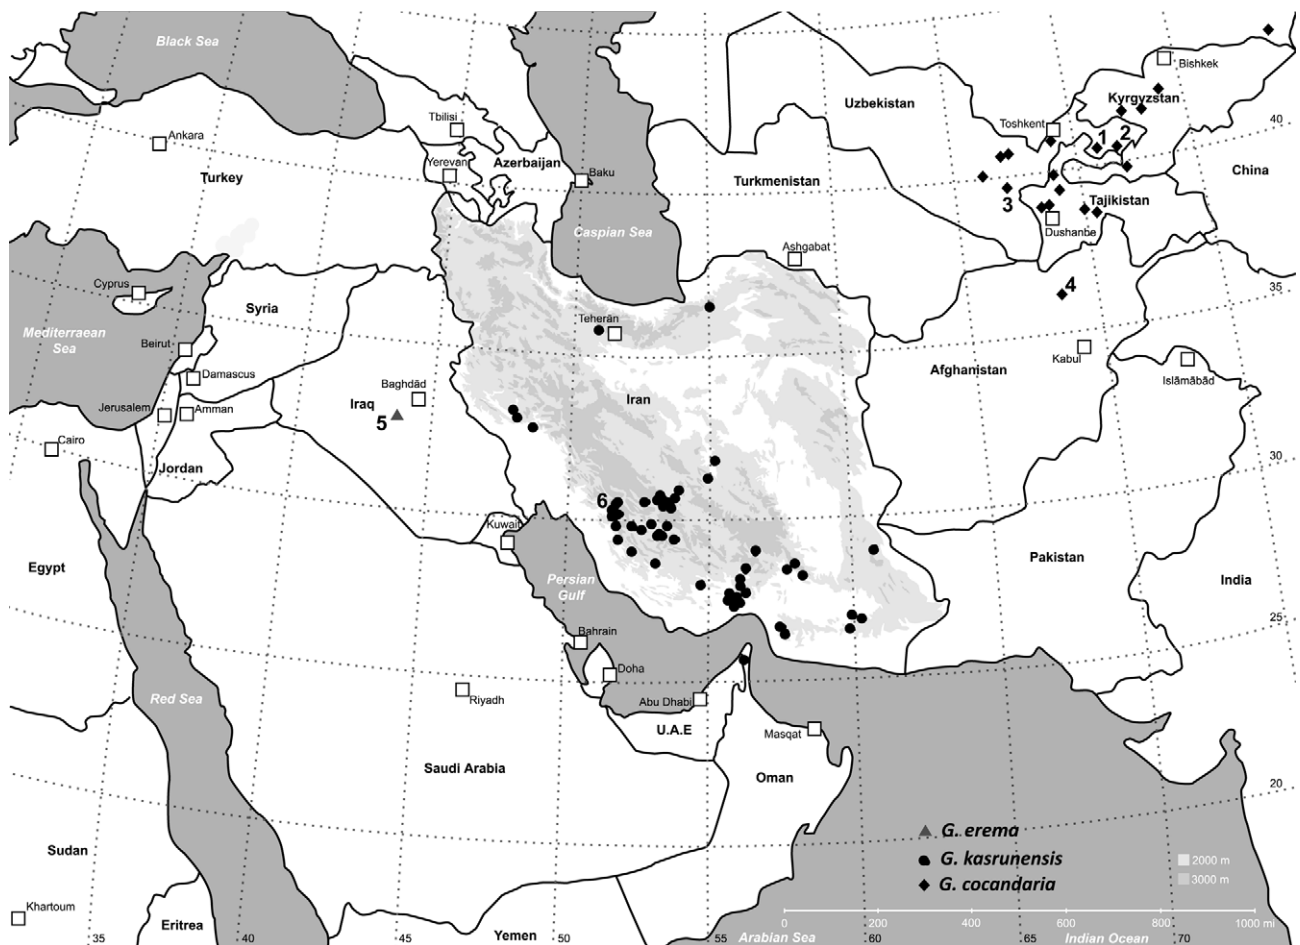 Black Sea
Bishkek
Uzbekistan
Kyrgyzstan
Tbilisi
Toshkent
40
1
2
Ankara
Yerevan
Azerbaijan
Baku
China
Turkey
Turkmenistan
3
Tajikistan
Caspian Sea
Dushanbe
Ashgabat
Cyprus
4
35
Syria
Teherān
Mediterraean
Sea
Beirut
Kabul
Islāmābād
Damascus
Afghanistan
Baghdād
Iraq
Iran
Jerusalem
Amman
5
Cairo
30
Jordan
6
Kuwait
Egypt
Pakistan
India
Persian
Gulf
25
Bahrain
Doha
Red Sea
Riyadh
Abu Dhabi
U.A.E
Masqat
Saudi Arabia
Oman
20
G. erema
G. kasrunensis
2000 m
Sudan
G. cocandaria
3000 m
Khartoum
Eritrea
0 200 400 600 800 1000 mi
35 40 45 50 55 60 65 70
Yemen
Arabian Sea
Indian Ocean